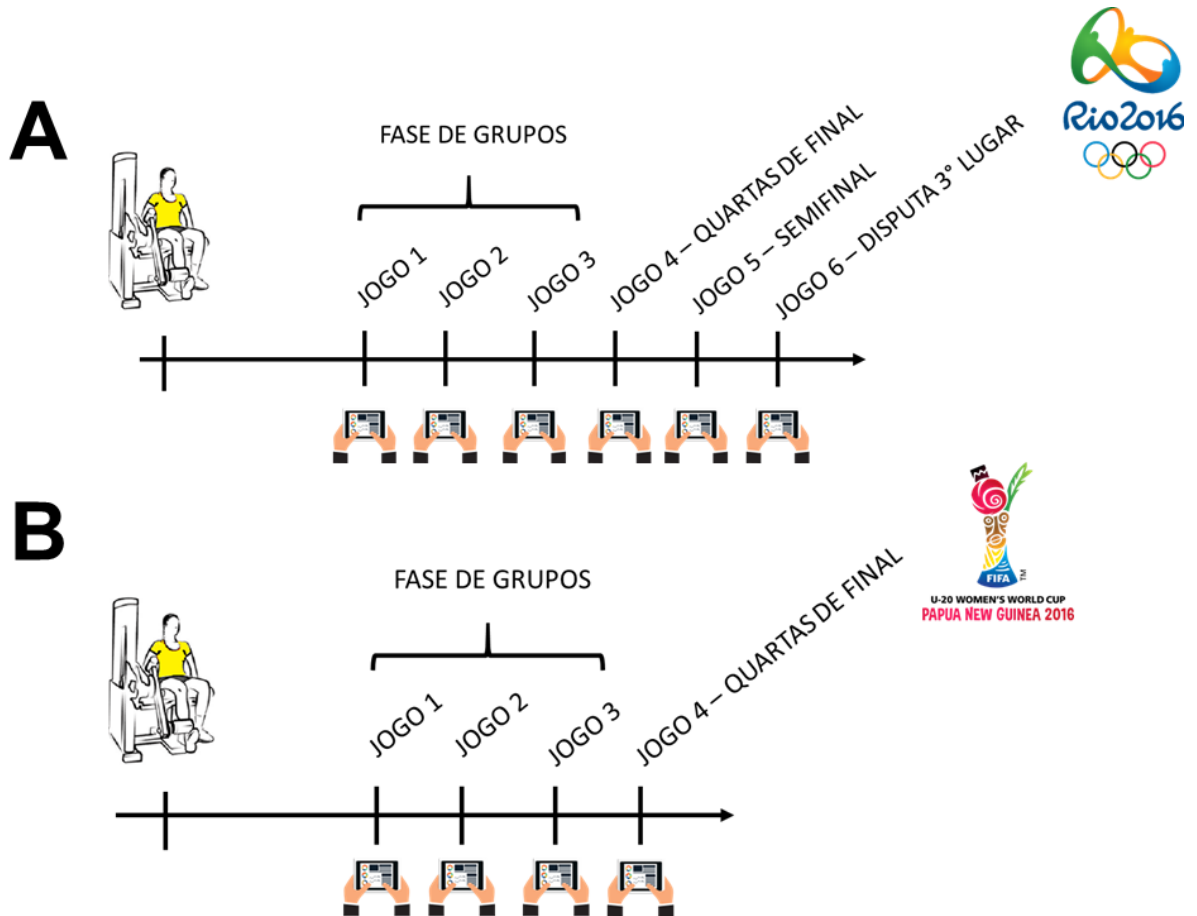 A
FASE DE GRUPOS
JOGO 1
JOGO 2
JOGO 3
JOGO 4 – QUARTAS DE FINAL
JOGO 5 – SEMIFINAL
JOGO 6 – DISPUTA 3° LUGAR
Rio2016
B
FASE DE GRUPOS
JOGO 1
JOGO 2
JOGO 3
JOGO 4 – QUARTAS DE FINAL
FIFA
TM
U-20 WOMEN'S WORLD CUP
PAPUA NEW GUINEA 2016